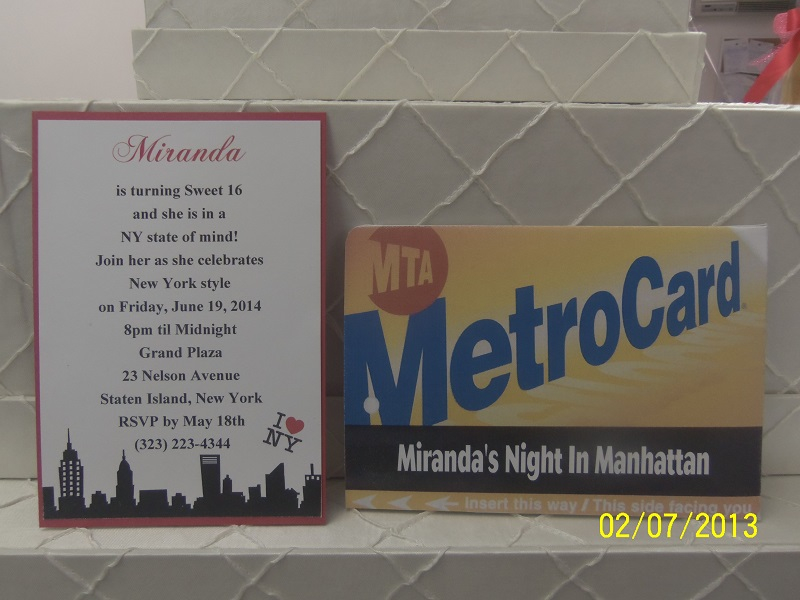 Miranda
is turning Sweet 16
and she is in a
NY state of mind!
Join her as she celebrates
New York style
on Friday, June 19, 2014
8pm til Midnight
Grand Plaza
23 Nelson Avenue
Staten Island, New York
RSVP by May 18th
(323) 223-4344
I
NY
MTA
MetroCard
Miranda's Night In Manhattan
Insert this way / This side facing you
02/07/2013